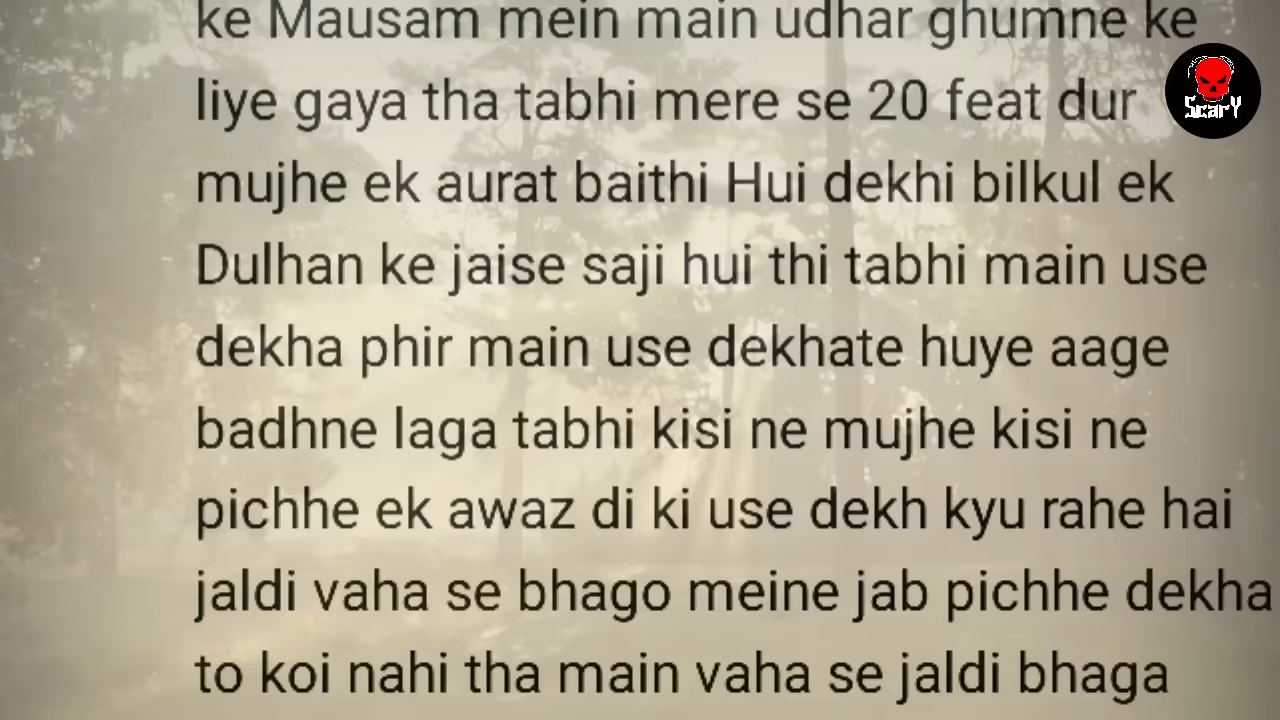 ke Mausam mein main udhar ghumne ke
liye gaya tha tabhi mere se 20 feat dur
mujhe ek aurat baithi Hui dekhi bilkul ek
Dulhan ke jaise saji hui thi tabhi main use
dekha phir main use dekhate huye aage
badhne laga tabhi kisi ne mujhe kisi ne
pichhe ek awaz di ki use dekh kyu rahe hai
jaldi vaha se bhago meine jab pichhe dekha
to koi nahi tha main vaha se jaldi bhaga
ScarY